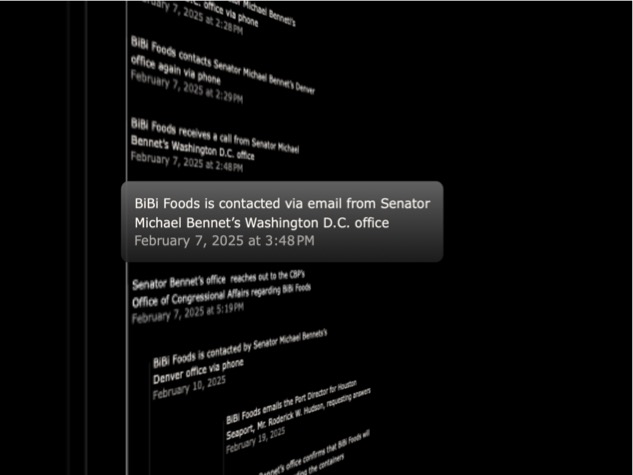 Michael Bennet's
office via phone
February 7, 2025 at 2:28 PM
BiBi Foods contacts Senator Michael Bennet's Denver
office again via phone
February 7, 2025 at 2:29 PM
BiBi Foods receives a call from Senator Michael
Bennet's Washington D.C. office
February 7, 2025 at 2:48 PM
BiBi Foods is contacted via email from Senator
Michael Bennet's Washington D.C. office
February 7, 2025 at 3:48 PM
Senator Bennet's office reaches out to the CBP's
Office of Congressional Affairs regarding BiBi Foods
February 7, 2025 at 5:19 PM
BiBi Foods is contacted by Senator Michael Bennets's
Denver office via phone
February 10, 2025
BiBi Foods emails the Port Director for Houston
Seaport, Mr. Roderick W. Hudson, requesting answers
February 19, 2025
office confirms that BiBi Foods will
the containers